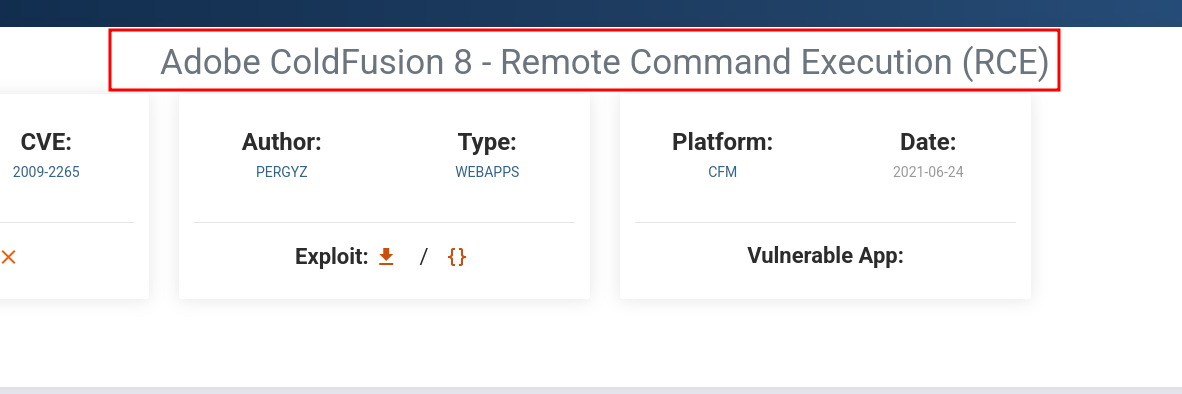 Adobe ColdFusion 8 - Remote Command Execution (RCE)
CVE:
2009-2265
Author:
PERGYZ
Type:
WEBAPPS
Exploit: / {}
Platform:
CFM
Date:
2021-06-24
Vulnerable App: